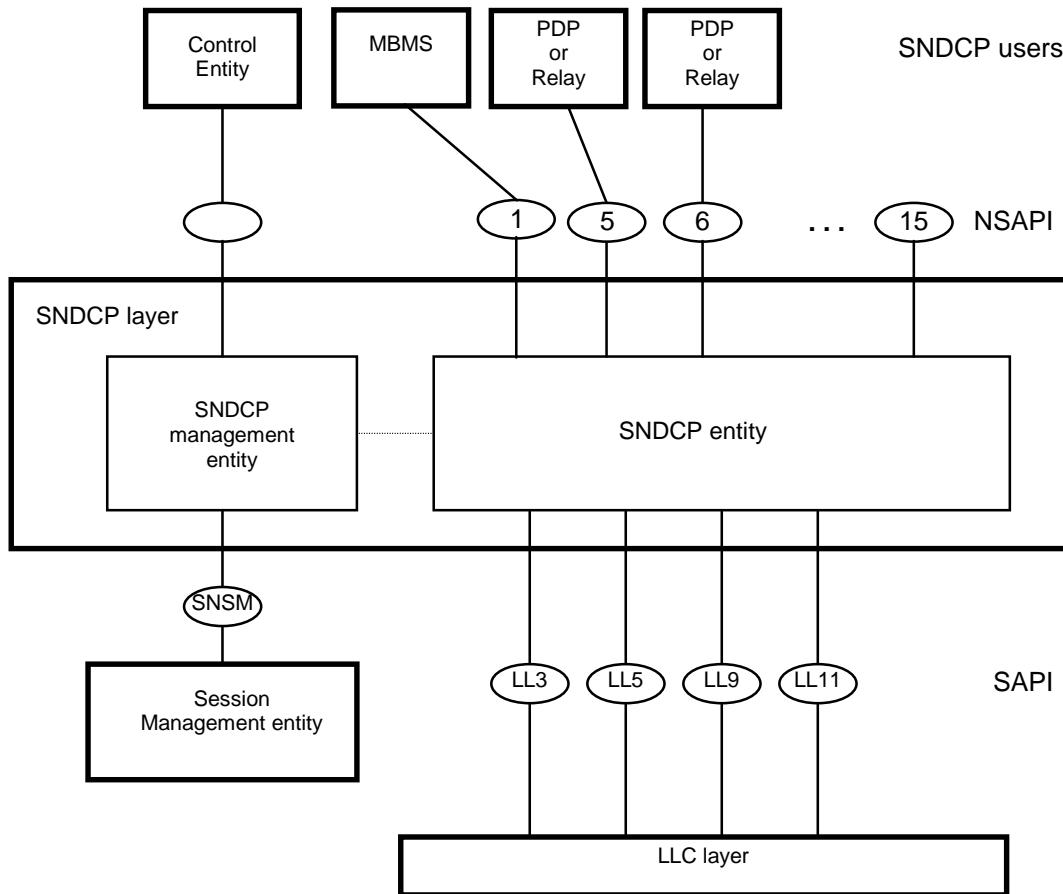 Control
Entity
MBMS
PDP
or
Relay
PDP
or
Relay
SNDCP users
1
5
6
. . .
15
NSAPI
SNDCP layer
SNDCP
management
entity
SNDCP entity
SNSM
LL3
LL5
LL9
LL11
SAPI
Session
Management entity
LLC layer